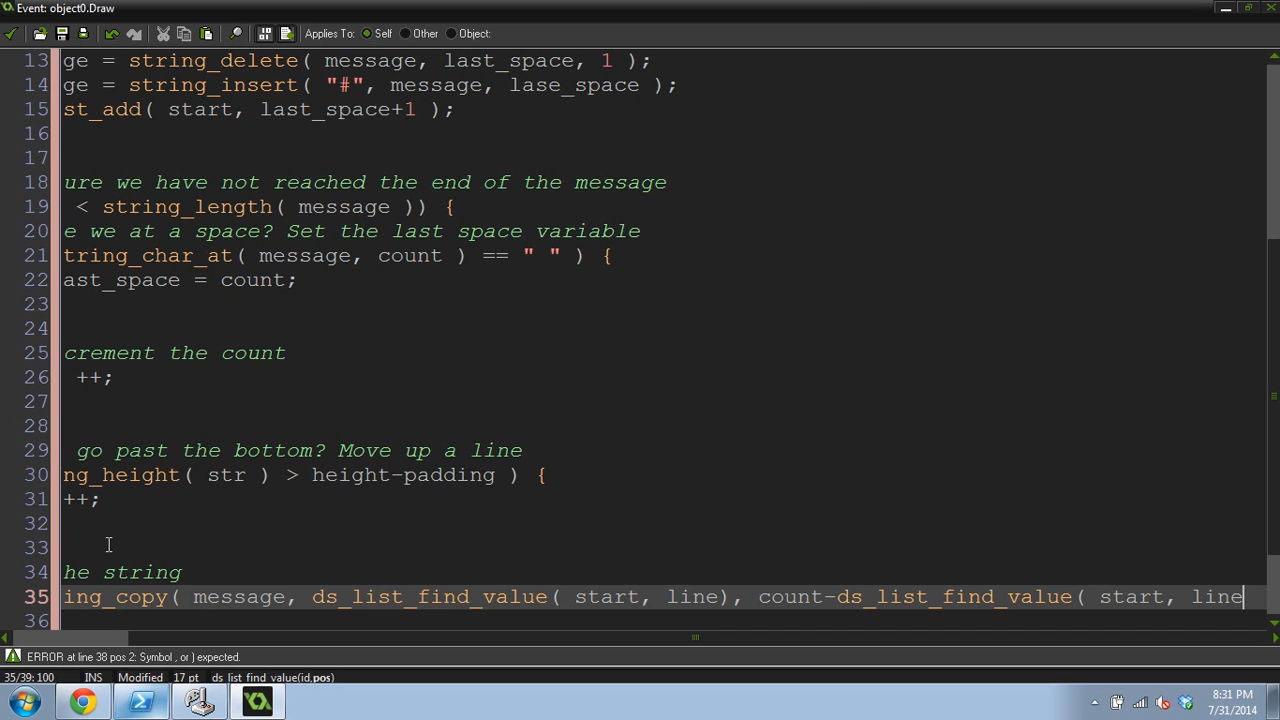 Event: object0.Draw
Applies To: Self Other Object:
13 ge = string_delete( message, last_space, 1 );
14 ge = string_insert( "#", message, lase_space );
15 st_add( start, last_space+1 );
16
17
18 ure we have not reached the end of the message
19 < string_length( message )) {
20 e we at a space? Set the last space variable
21 tring_char_at( message, count ) == " " ) {
22 ast_space = count;
23
24
25 crement the count
26 ++;
27
28
29 go past the bottom? Move up a line
30 ng_height( str ) > height-padding ) {
31 ++;
32
33
34 he string
35 ing_copy( message, ds_list_find_value( start, line), count-ds_list_find_value( start, line
36
ERROR at line 38 pos 2: Symbol , or ) expected.
35/39:100 INS Modified 17 pt ds_list_find_value(id,pos)
8:31 PM
7/31/2014